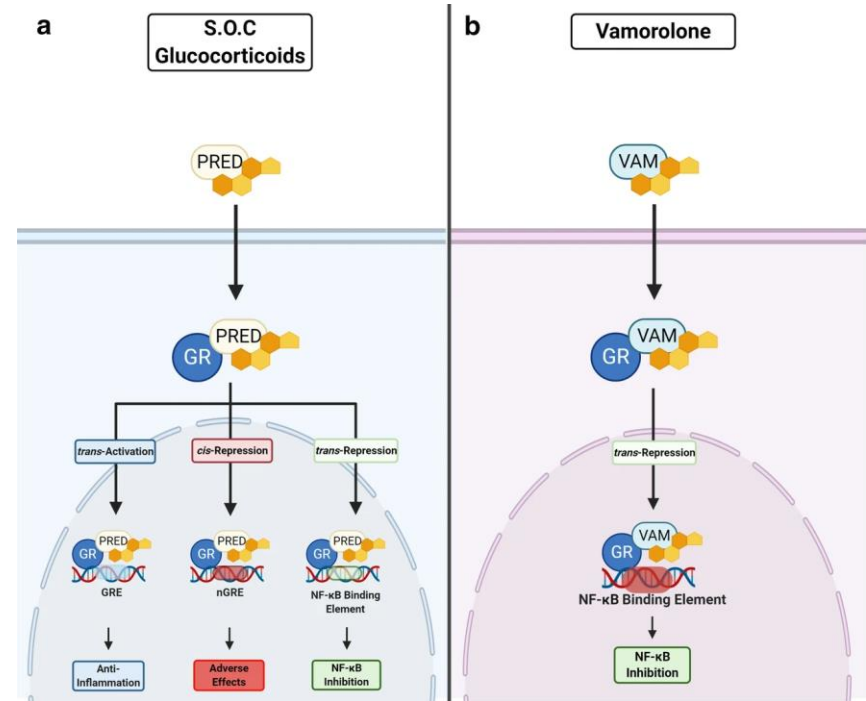 a
S.O.C
Glucocorticoids
PRED
GR
PRED
trans-Activation
cis-Repression
trans-Repression
GR
PRED
GR
PRED
GR
PRED
GRE
nGRE
NF-κB Binding
Element
Anti-
Inflammation
Adverse
Effects
NF-κB
Inhibition
b
Vamorolone
VAM
GR
VAM
trans-Repression
GR
VAM
NF-κB Binding Element
NF-κB
Inhibition